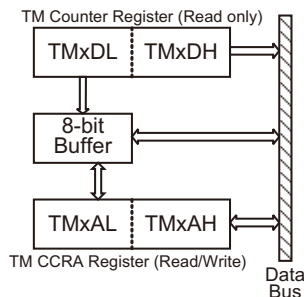 TM Counter Register (Read only)
TMxDL TMxDH
8-bit
Buffer
TMxAL TMxAH
TM CCRA Register (Read/Write)
Data
Bus